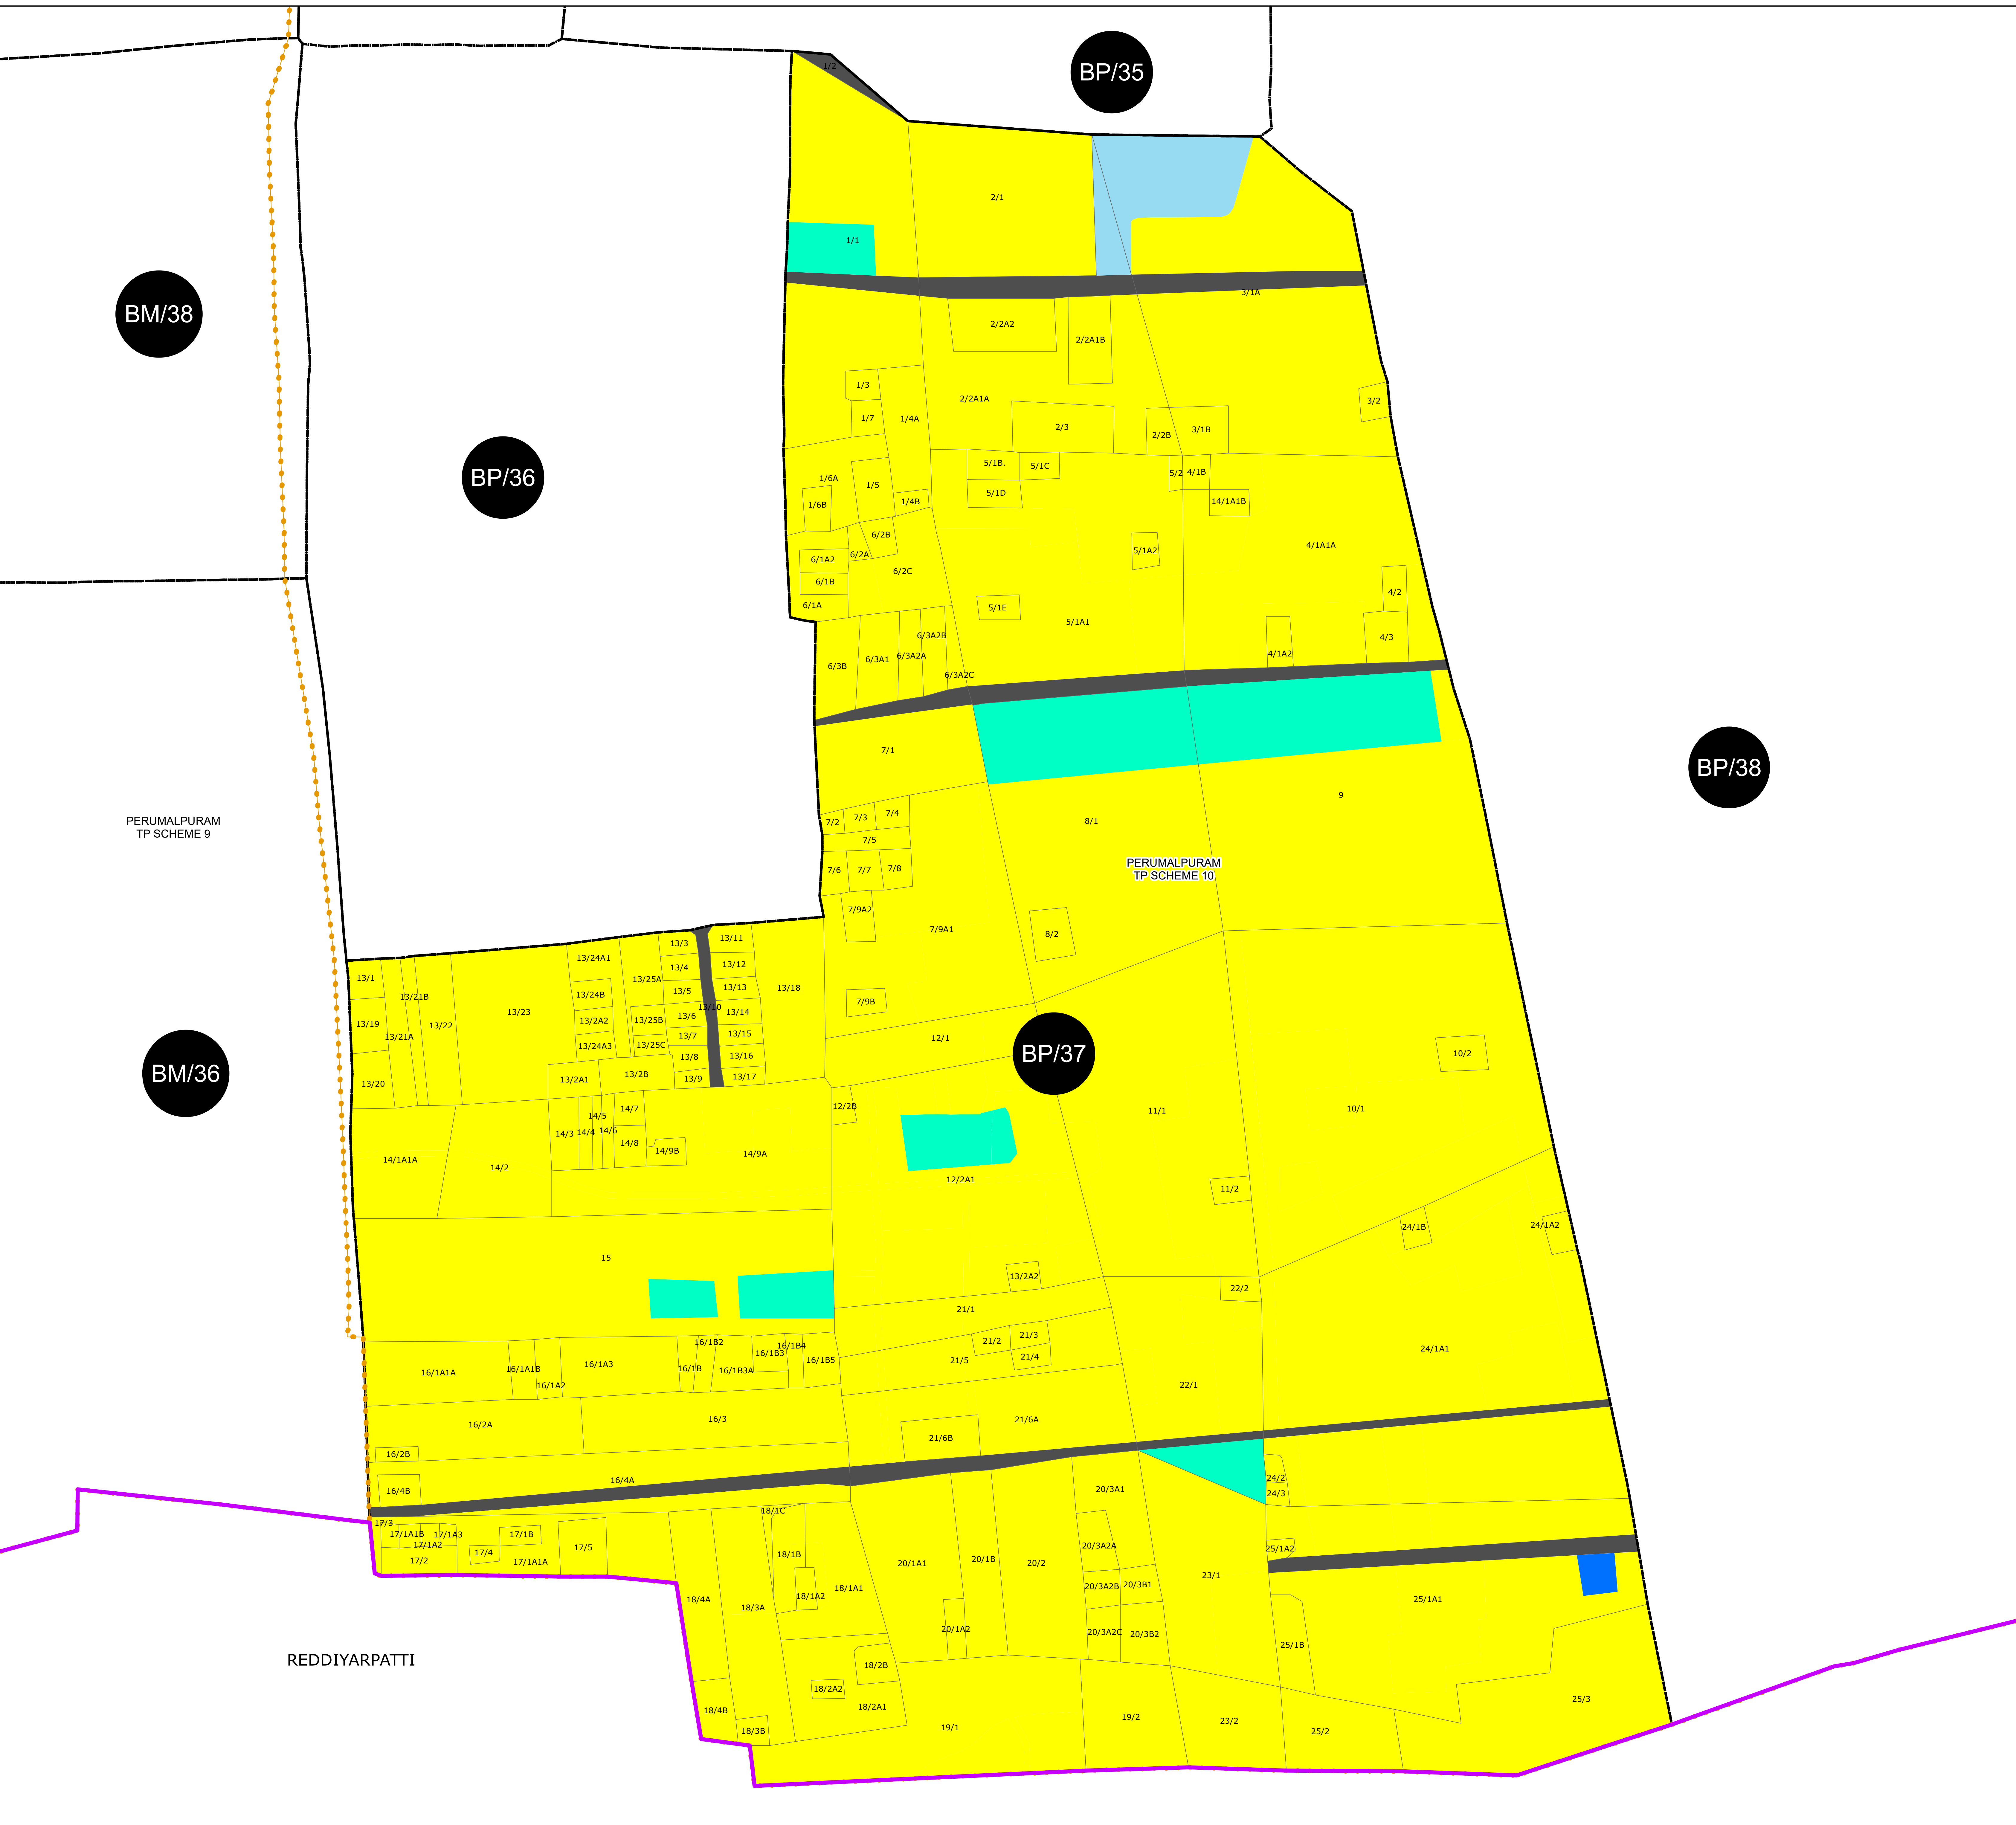 1/2
BP/35
2/1
1/1
3/1A
BM/38
2/2A2
2/2A1B
1/3
2/2A1A
3/2
1/7
1/4A
2/3
2/2B
3/1B
BP/36
5/1B.
5/1C
5/2
4/1B
1/6A
1/5
5/1D
1/6B
1/4B
14/1A1B
6/2B
4/1A1A
6/2A
5/1A2
6/1A2
6/2C
6/1B
4/2
6/1A
5/1E
5/1A1
6/3A2B
4/3
6/3B
6/3A1
6/3A2A
4/1A2
6/3A2C
7/1
BP/38
9
PERUMALPURAM
TP SCHEME 9
7/2
7/3
7/4
8/1
7/5
PERUMALPURAM
TP SCHEME 10
7/6
7/7
7/8
7/9A2
7/9A1
8/2
13/3
13/11
13/24A1
13/4
13/12
13/1
13/25A
13/5
13/13
13/18
13/21B
13/24B
7/9B
13/10
13/23
13/6
13/14
13/19
13/22
13/2A2
13/25B
13/21A
13/7
13/15
12/1
13/24A3
13/25C
BP/37
10/2
13/8
13/16
BM/36
13/20
13/2A1
13/2B
13/9
13/17
14/7
12/2B
11/1
10/1
14/5
14/3
14/4
14/6
14/8
14/9B
14/9A
14/1A1A
14/2
12/2A1
11/2
24/1B
24/1A2
15
13/2A2
22/2
21/1
16/1B2
16/1B4
21/2
21/3
16/1B3
16/1B5
21/5
21/4
24/1A1
16/1A1A
16/1A1B
16/1A3
16/1B
16/1B3A
16/1A2
22/1
16/2A
16/3
21/6A
21/6B
16/2B
16/4A
24/2
16/4B
20/3A1
24/3
17/3
18/1C
17/1A1B
17/1A3
17/1B
17/1A2
17/5
20/3A2A
25/1A2
17/2
17/4
17/1A1A
18/1B
20/1A1
20/1B
20/2
23/1
18/1A1
20/3A2B
20/3B1
18/4A
18/3A
18/1A2
25/1A1
20/1A2
20/3A2C
20/3B2
25/1B
REDDIYARPATTI
18/2B
18/2A2
25/3
18/4B
18/2A1
18/3B
19/1
19/2
23/2
25/2